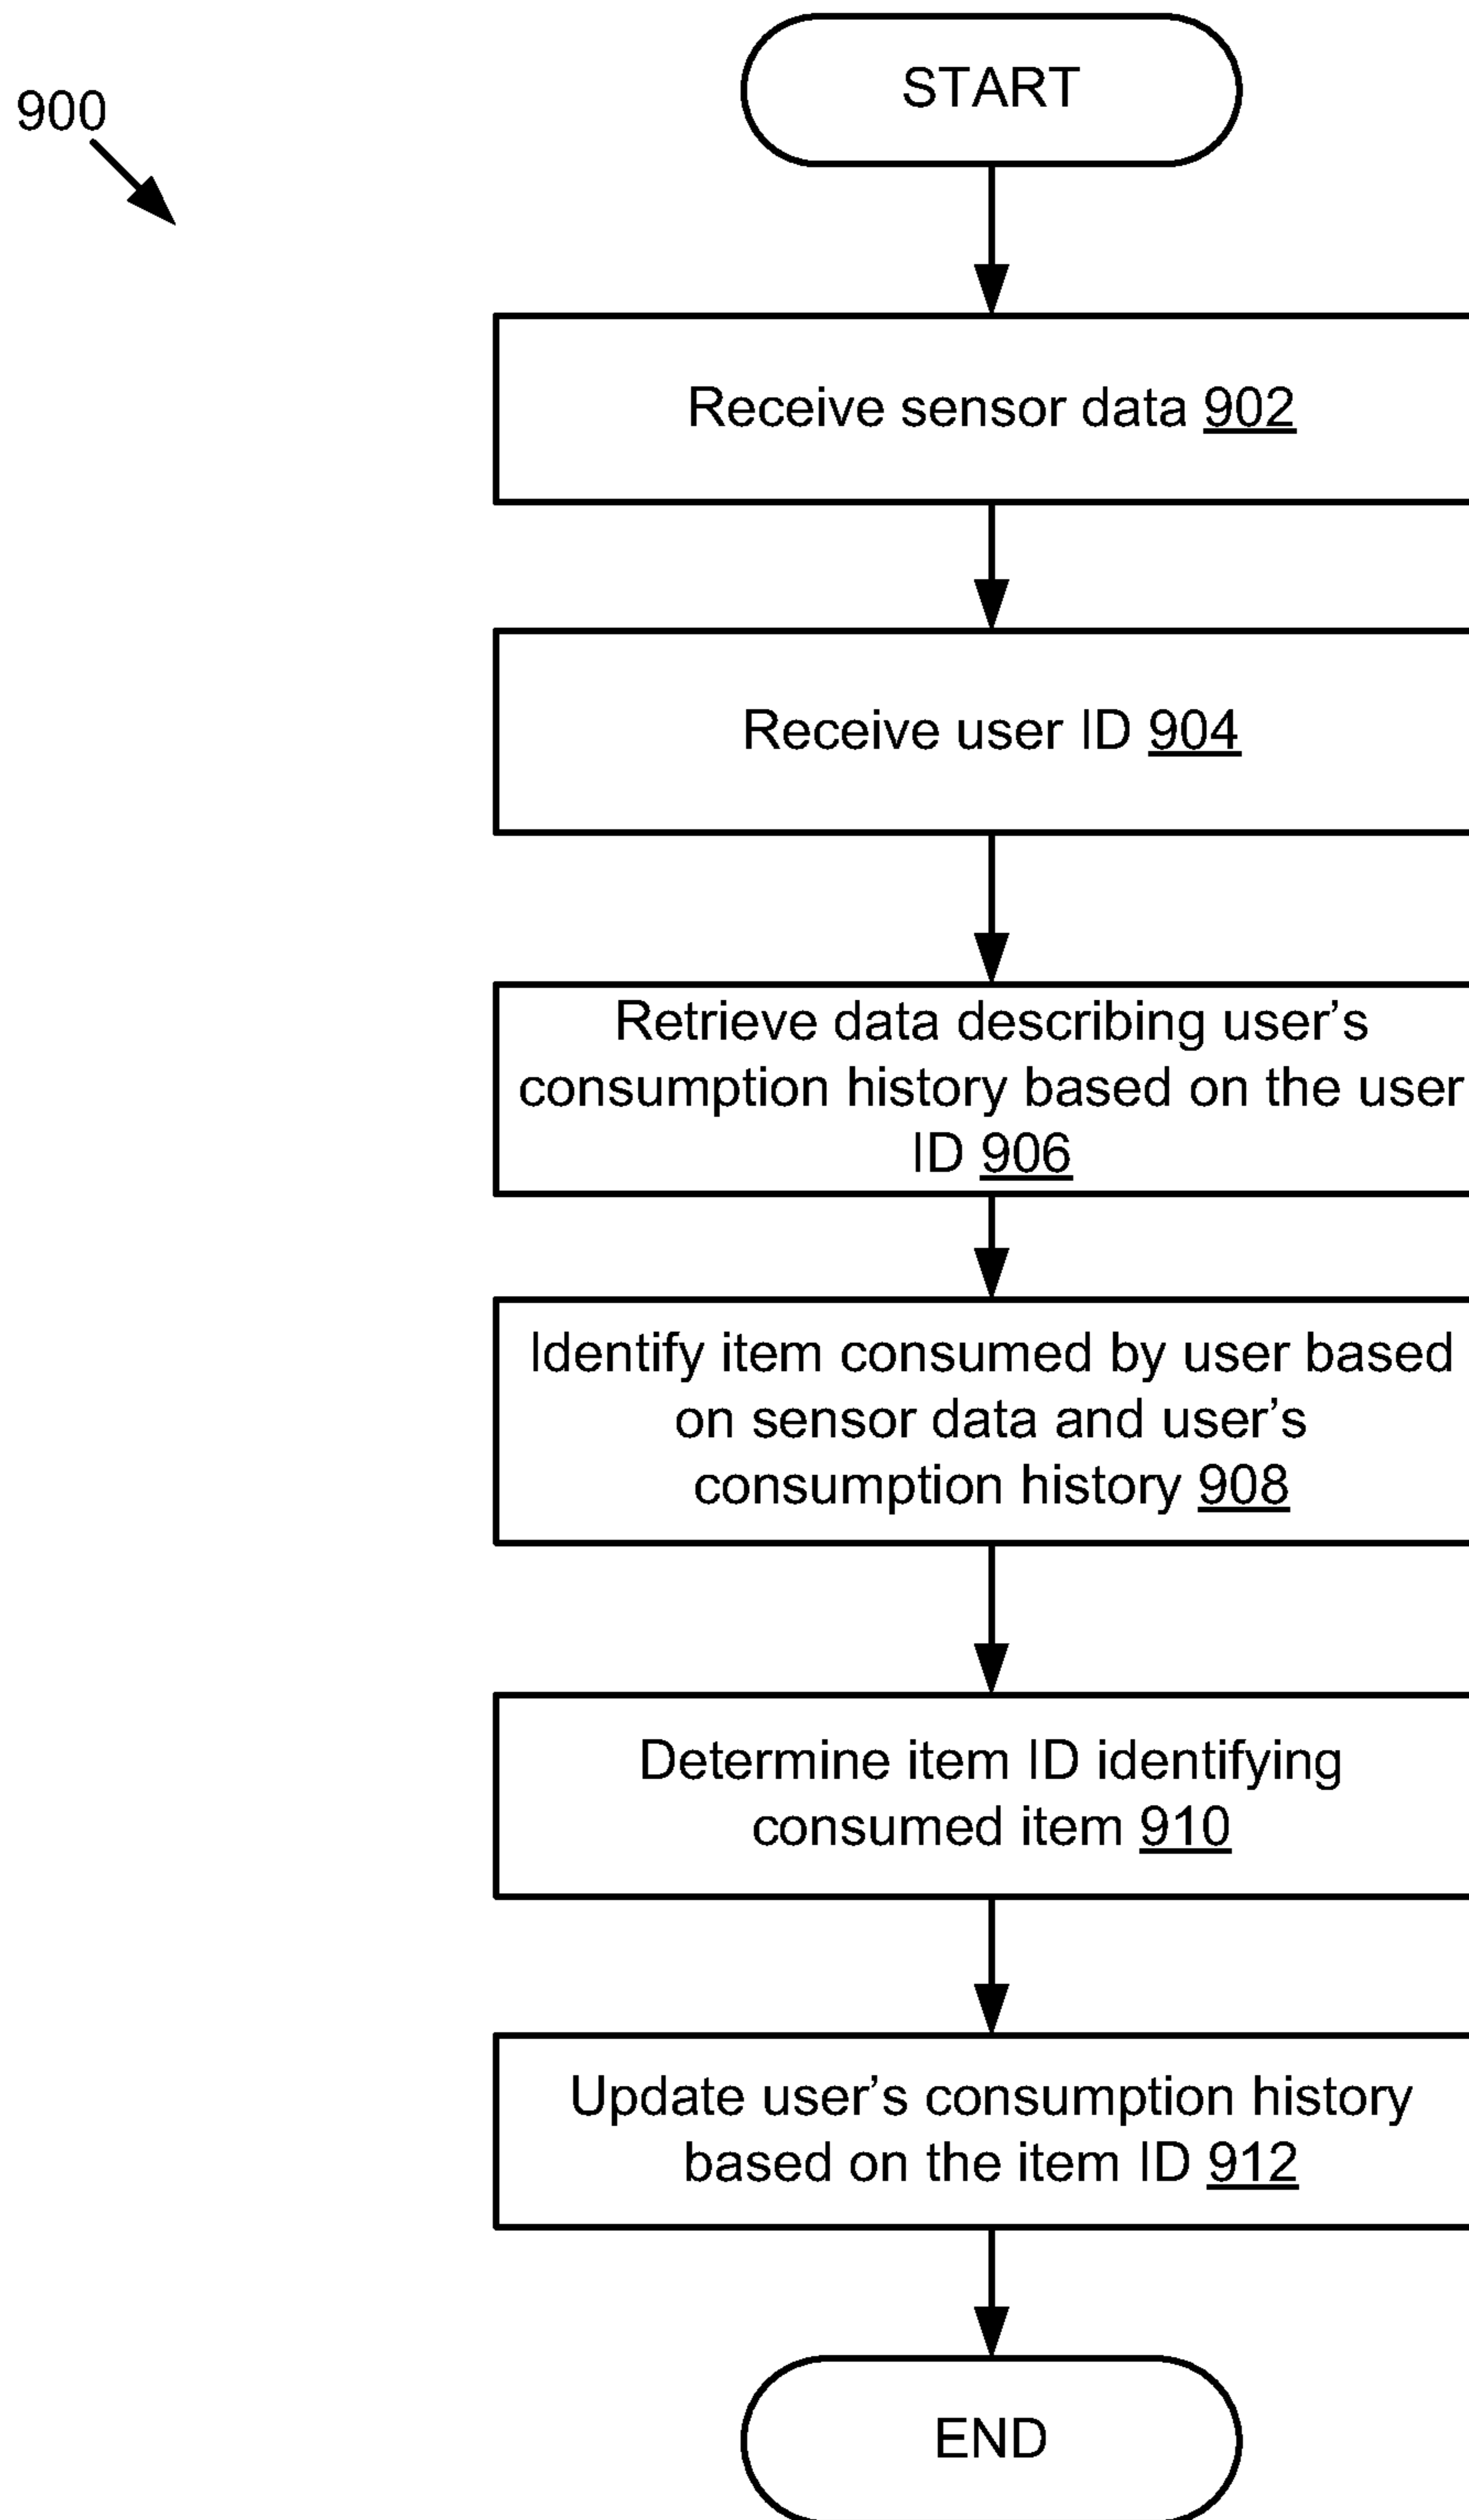 900
START
Receive sensor data 902
Receive user ID 904
Retrieve data describing user’s
consumption history based on the user
ID 906
Identify item consumed by user based
on sensor data and user’s
consumption history 908
Determine item ID identifying
consumed item 910
Update user’s consumption history
based on the item ID 912
END